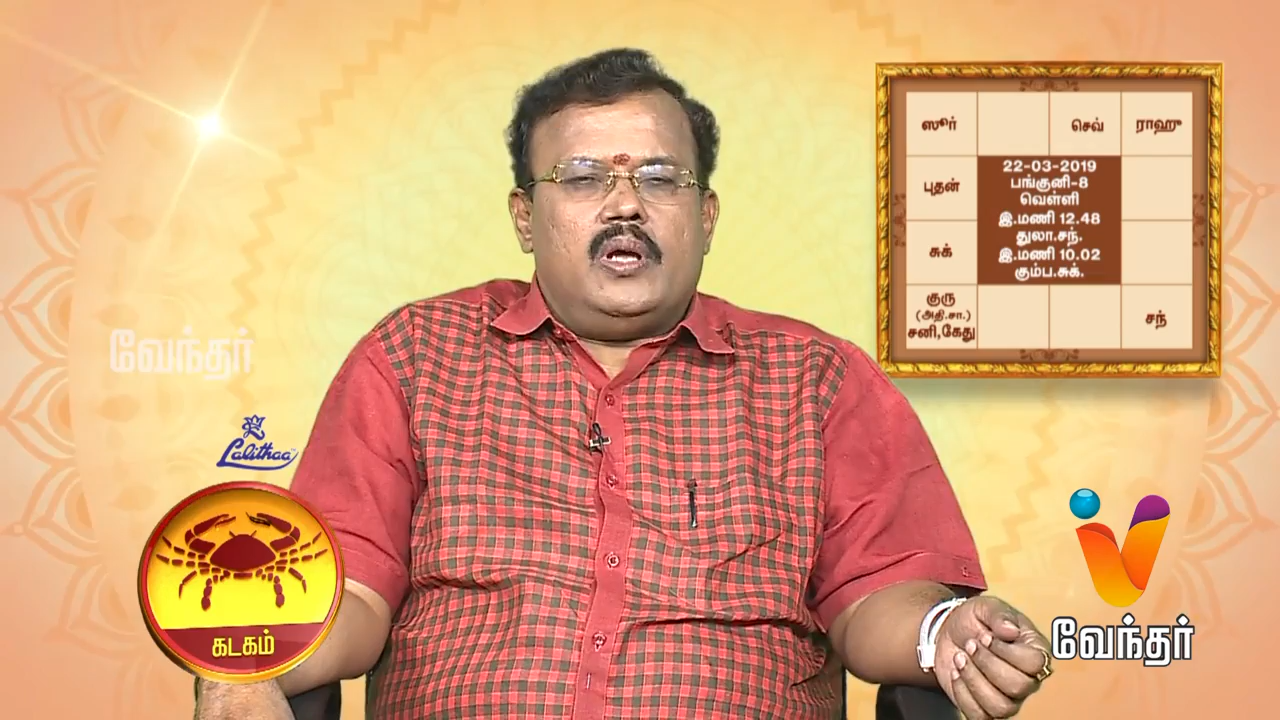 ஸூர்
செவ்
ராஹு
புதன்
22-03-2019
பங்குனி-8
வெள்ளி
இ.மணி 12.48
துலா.சந்.
இ.மணி 10.02
கும்ப.சுக்.
சுக்
குரு
(அதி.சா.)
சனி,கேது
சந்
வேந்தர்
Lalithaa
கடகம்
வேந்தர்